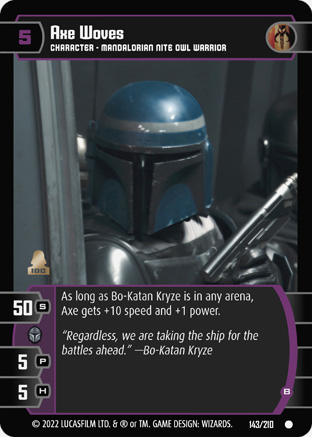 5
Axe Woves
CHARACTER - MANDALORIAN NITE OWL WARRIOR
IDC
50 S
As long as Bo-Katan Kryze is in any arena,
Axe gets +10 speed and +1 power.
5 P
“Regardless, we are taking the ship for the
battles ahead.” —Bo-Katan Kryze
5 H
B
© 2022 LUCASFILM LTD. & ® or TM. GAME DESIGN: WIZARDS. 143/210